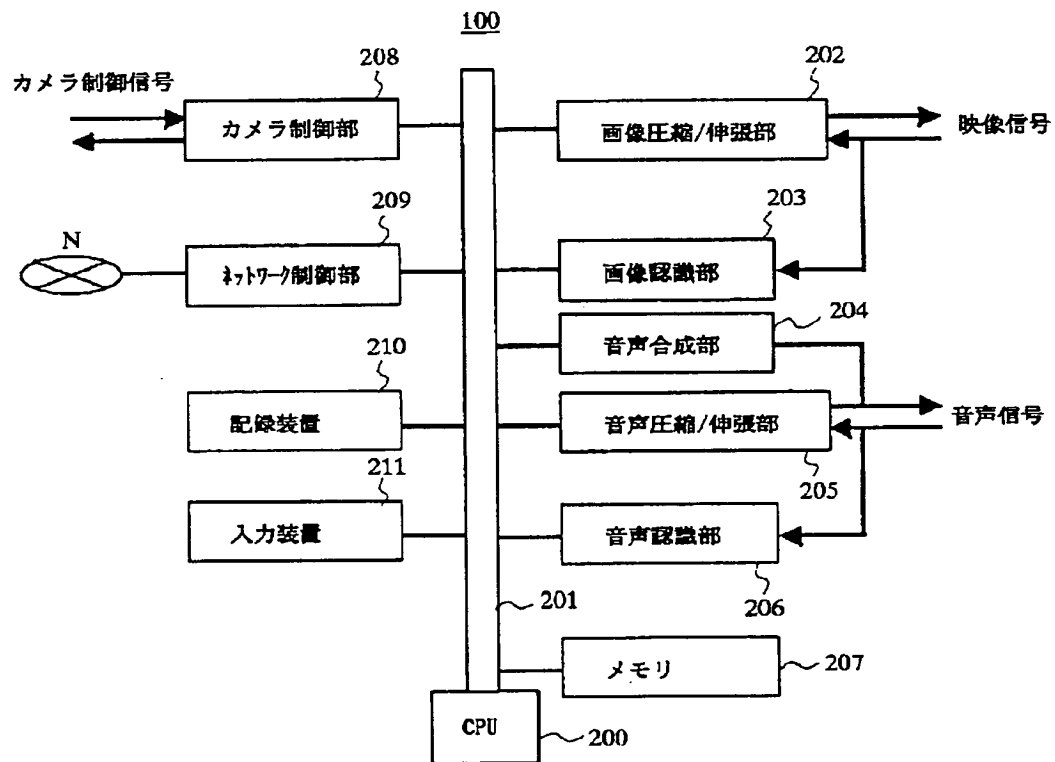 100
208
カメラ制御信号
カメラ制御部
202
画像圧縮/伸張部
映像信号
209
N
ネットワーク制御部
203
画像認識部
204
音声合成部
210
記録装置
音声圧縮/伸張部
音声信号
205
211
入力装置
音声認識部
206
201
メモリ
207
CPU
200